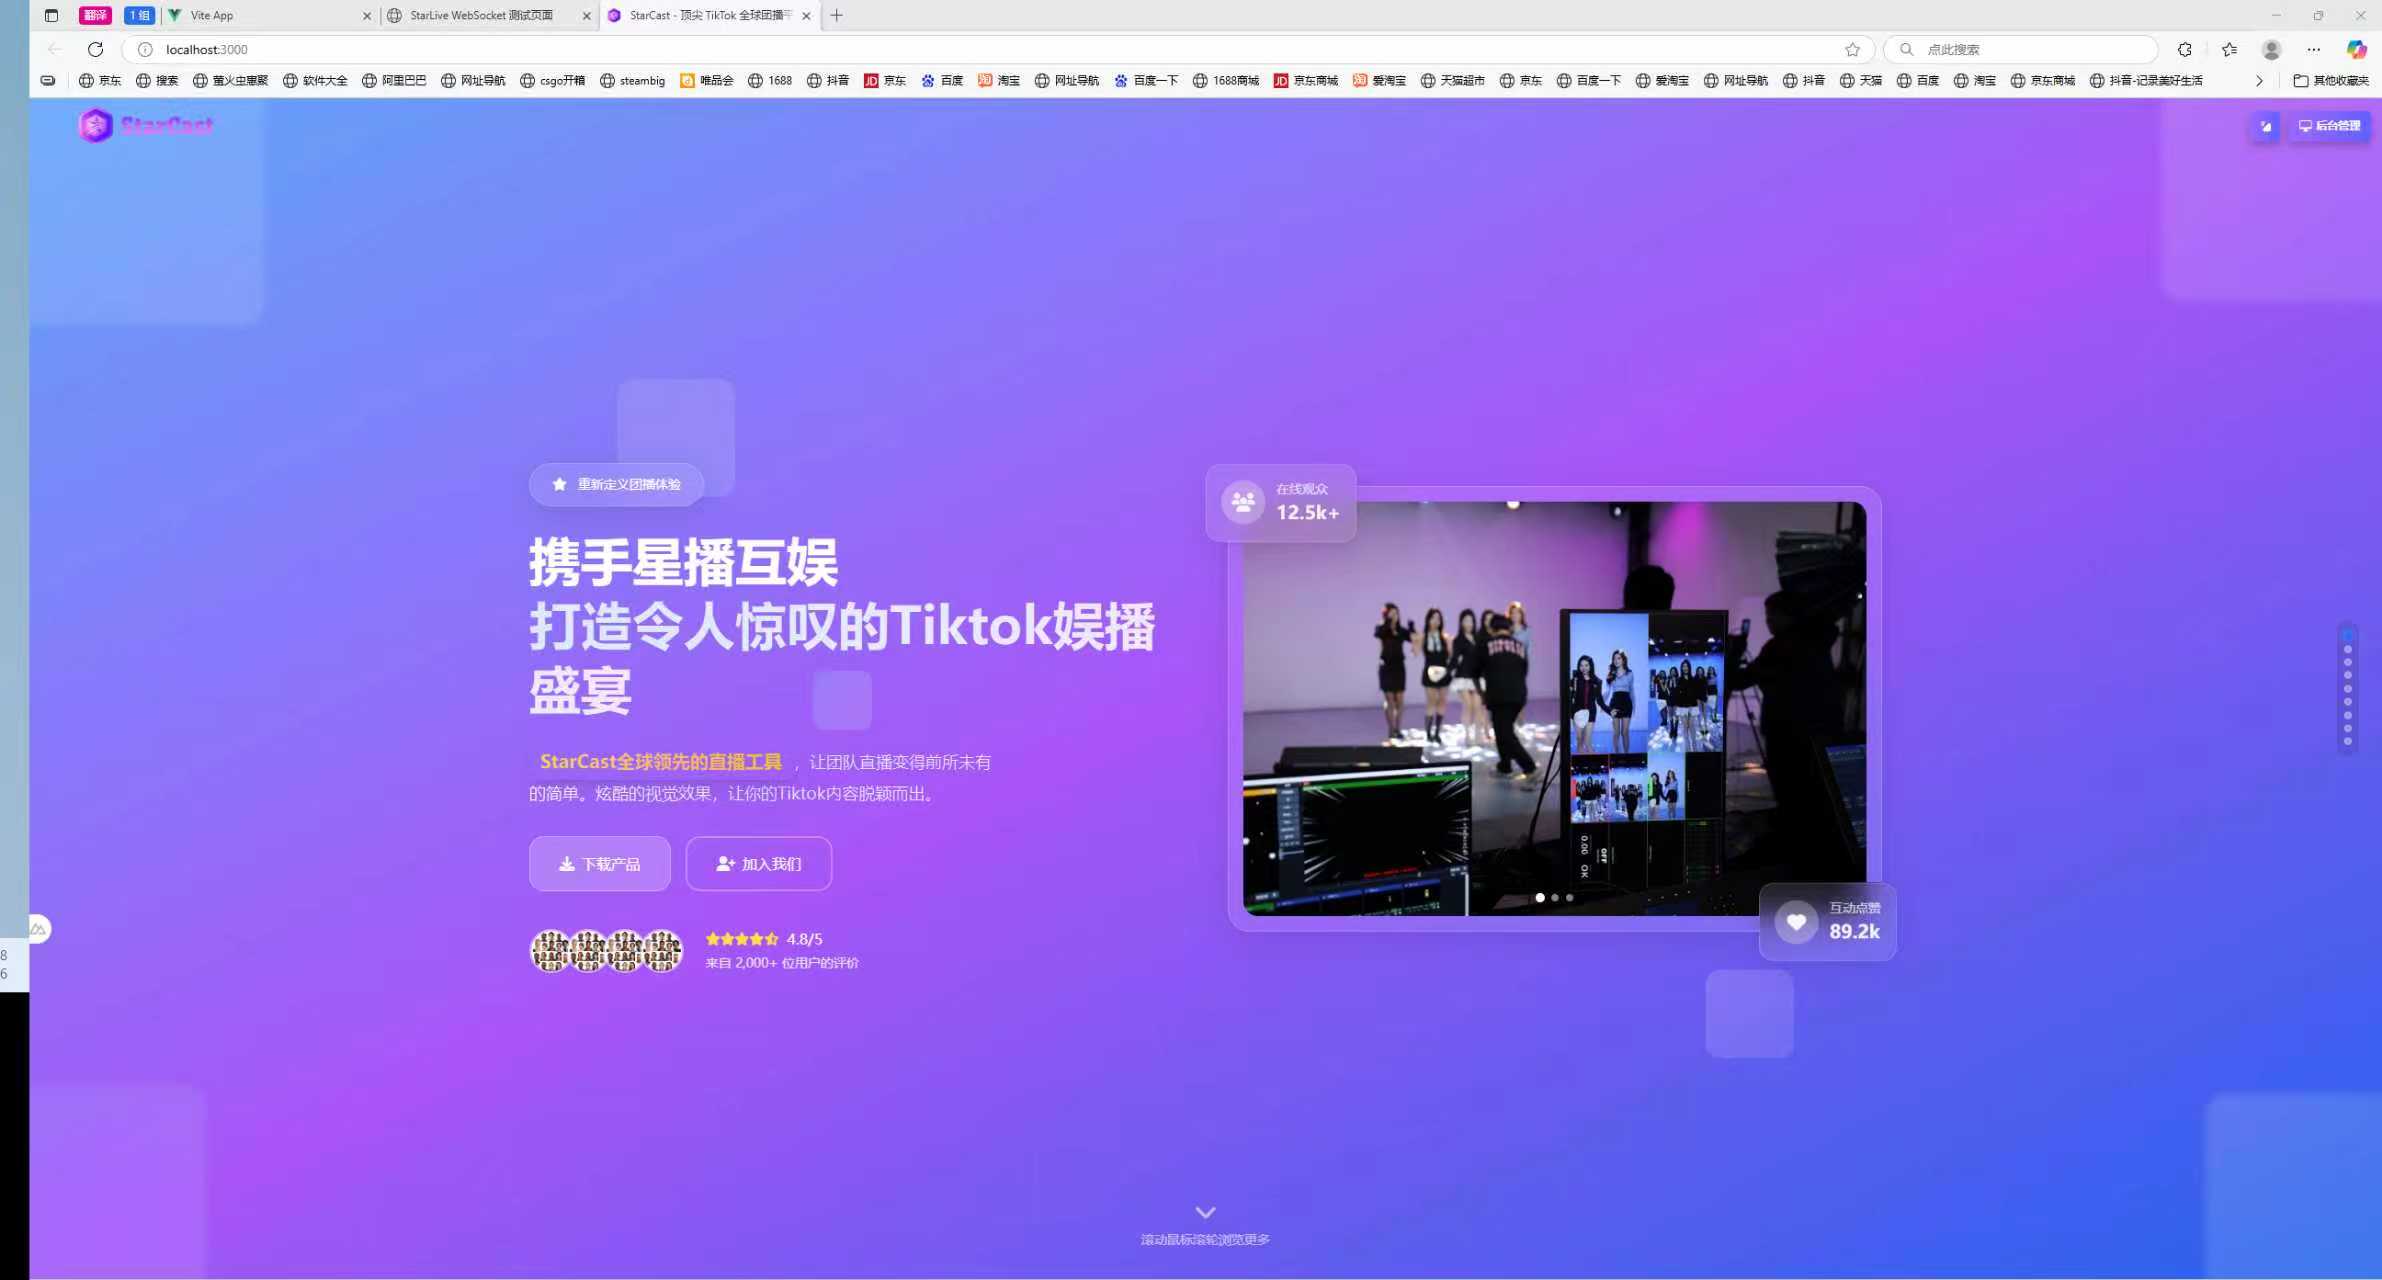 翻译
1 组
Vite App
StarLive WebSocket 测试页面
StarCast - 顶尖 TikTok 全球团播平
localhost:3000
点此搜索
京东
搜索
萤火虫惠聚
软件大全
阿里巴巴
网址导航
csgo开箱
steambig
唯品会
1688
抖音
京东
百度
淘宝
网址导航
百度一下
1688商城
京东商城
爱淘宝
天猫超市
京东
百度一下
爱淘宝
网址导航
抖音
天猫
百度
淘宝
京东商城
抖音-记录美好生活
其他收藏夹
StarCast
后台管理
重新定义团播体验
携手星播互娱
打造令人惊叹的Tiktok娱播
盛宴
StarCast全球领先的直播工具 ，让团队直播变得前所未有
的简单。炫酷的视觉效果，让你的Tiktok内容脱颖而出。
下载产品
加入我们
4.8/5
来自 2,000+ 位用户的评价
在线观众
12.5k+
0.00 OK
OFF
互动点赞
89.2k
8
6
滚动鼠标滚轮浏览更多